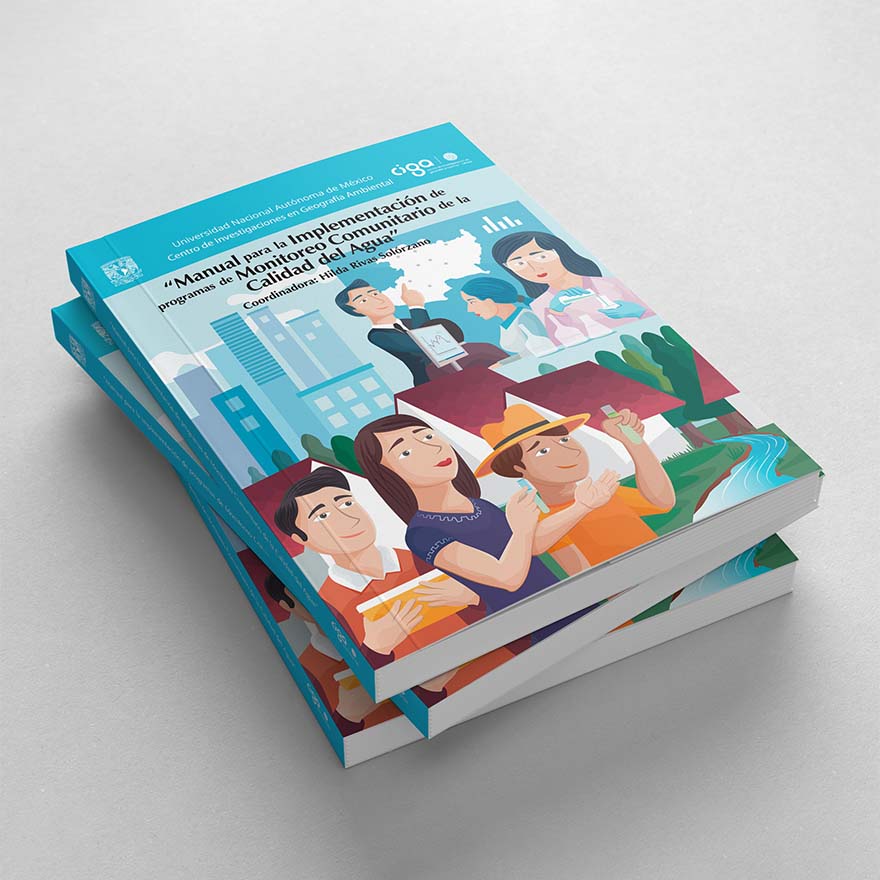 Universidad Nacional Autónoma de México
Centro de Investigaciones en Geografía Ambiental
ciga
“Manual para la Implementación de
programas de Monitoreo Comunitario de la
Calidad del Agua”
Coordinadora: Hilda Rivas Solórzano
ciga